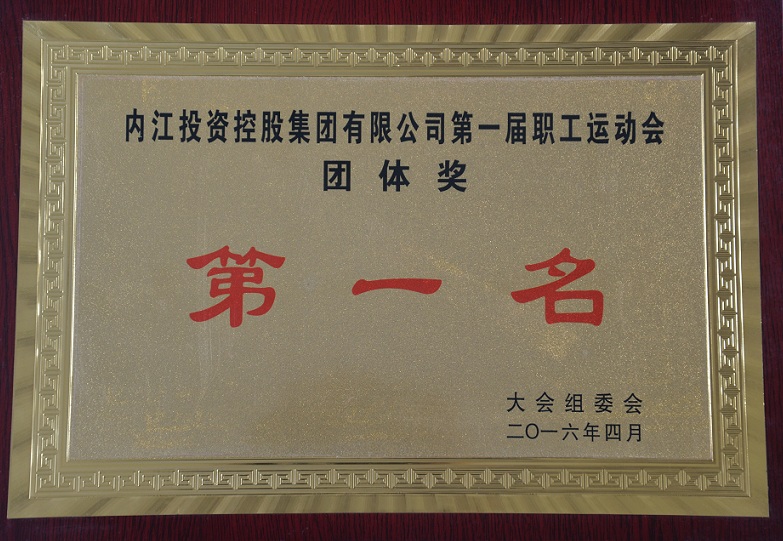 内江投资控股集团有限公司第一届职工运动会
团体奖
第一名
大会组委会
二〇一六年四月